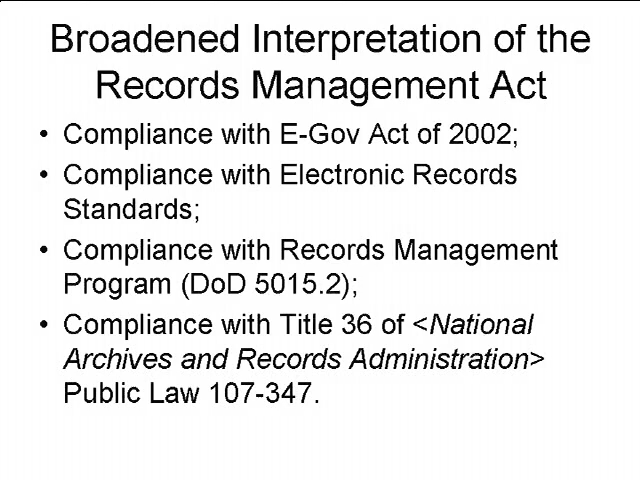 Broadened Interpretation of the
Records Management Act
• Compliance with E-Gov Act of 2002;
• Compliance with Electronic Records
Standards;
• Compliance with Records Management
Program (DoD 5015.2);
• Compliance with Title 36 of <National
Archives and Records Administration>
Public Law 107-347.